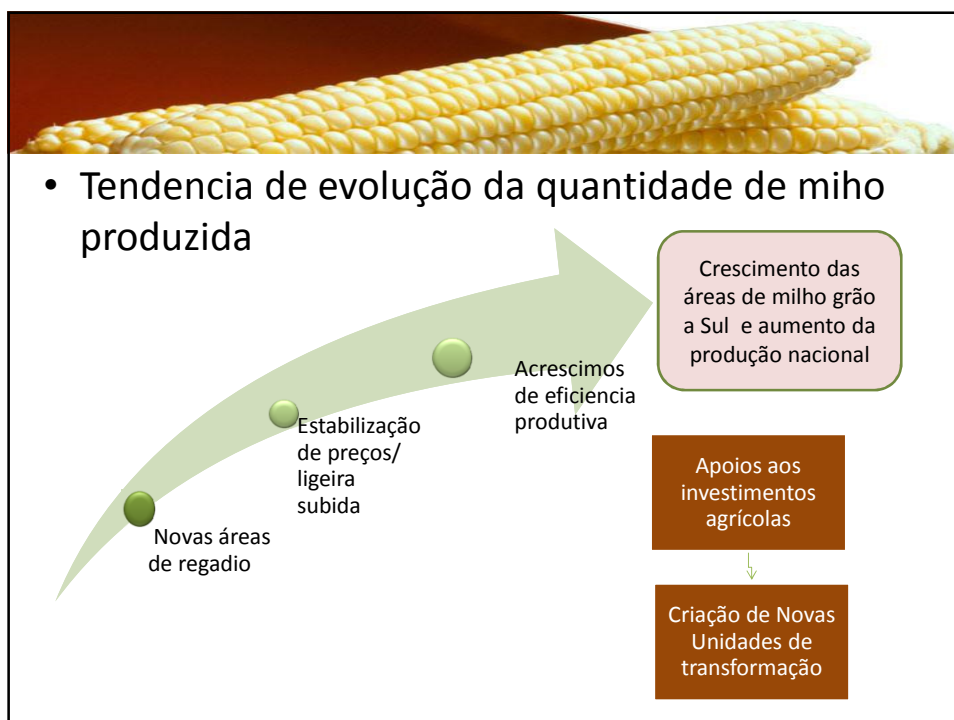 • Tendencia de evolução da quantidade de miho
produzida
Crescimento das
áreas de milho grão
a Sul e aumento da
produção nacional
Acrescimos
de eficiencia
produtiva
Estabilização
de preços/
ligeira
subida
Novas áreas
de regadio
Apoios aos
investimentos
agrícolas
Criação de Novas
Unidades de
transformação